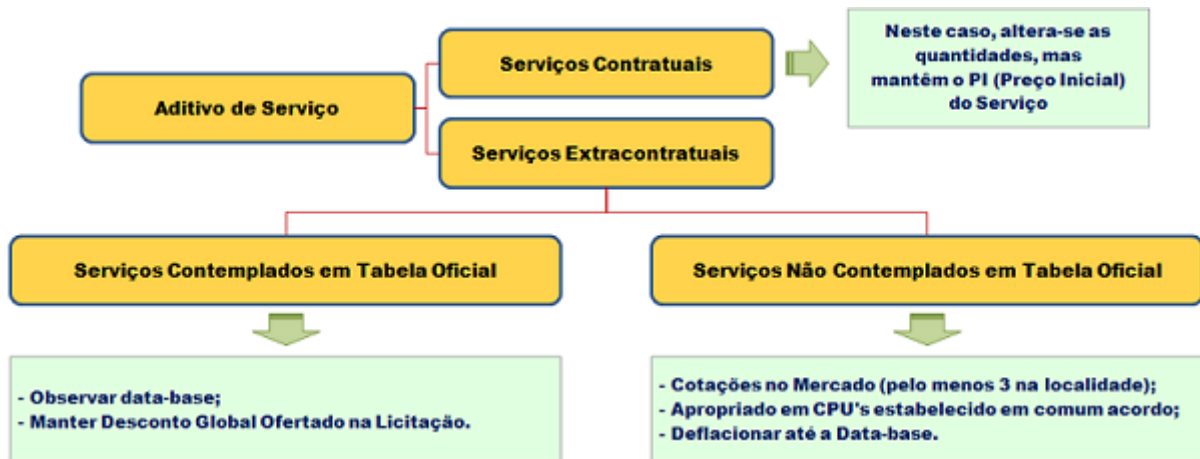 Aditivo de Serviço
Serviços Contratuais
Neste caso, altera-se as
quantidades, mas
mantêm o PI (Preço Inicial)
do Serviço
Serviços Extracontratuais
Serviços Contemplados em Tabela Oficial
Serviços Não Contemplados em Tabela Oficial
- Observar data-base;
- Manter Desconto Global Ofertado na Licitação.
- Cotações no Mercado (pelo menos 3 na localidade);
- Apropriado em CPU's estabelecido em comum acordo;
- Deflacionar até a Data-base.